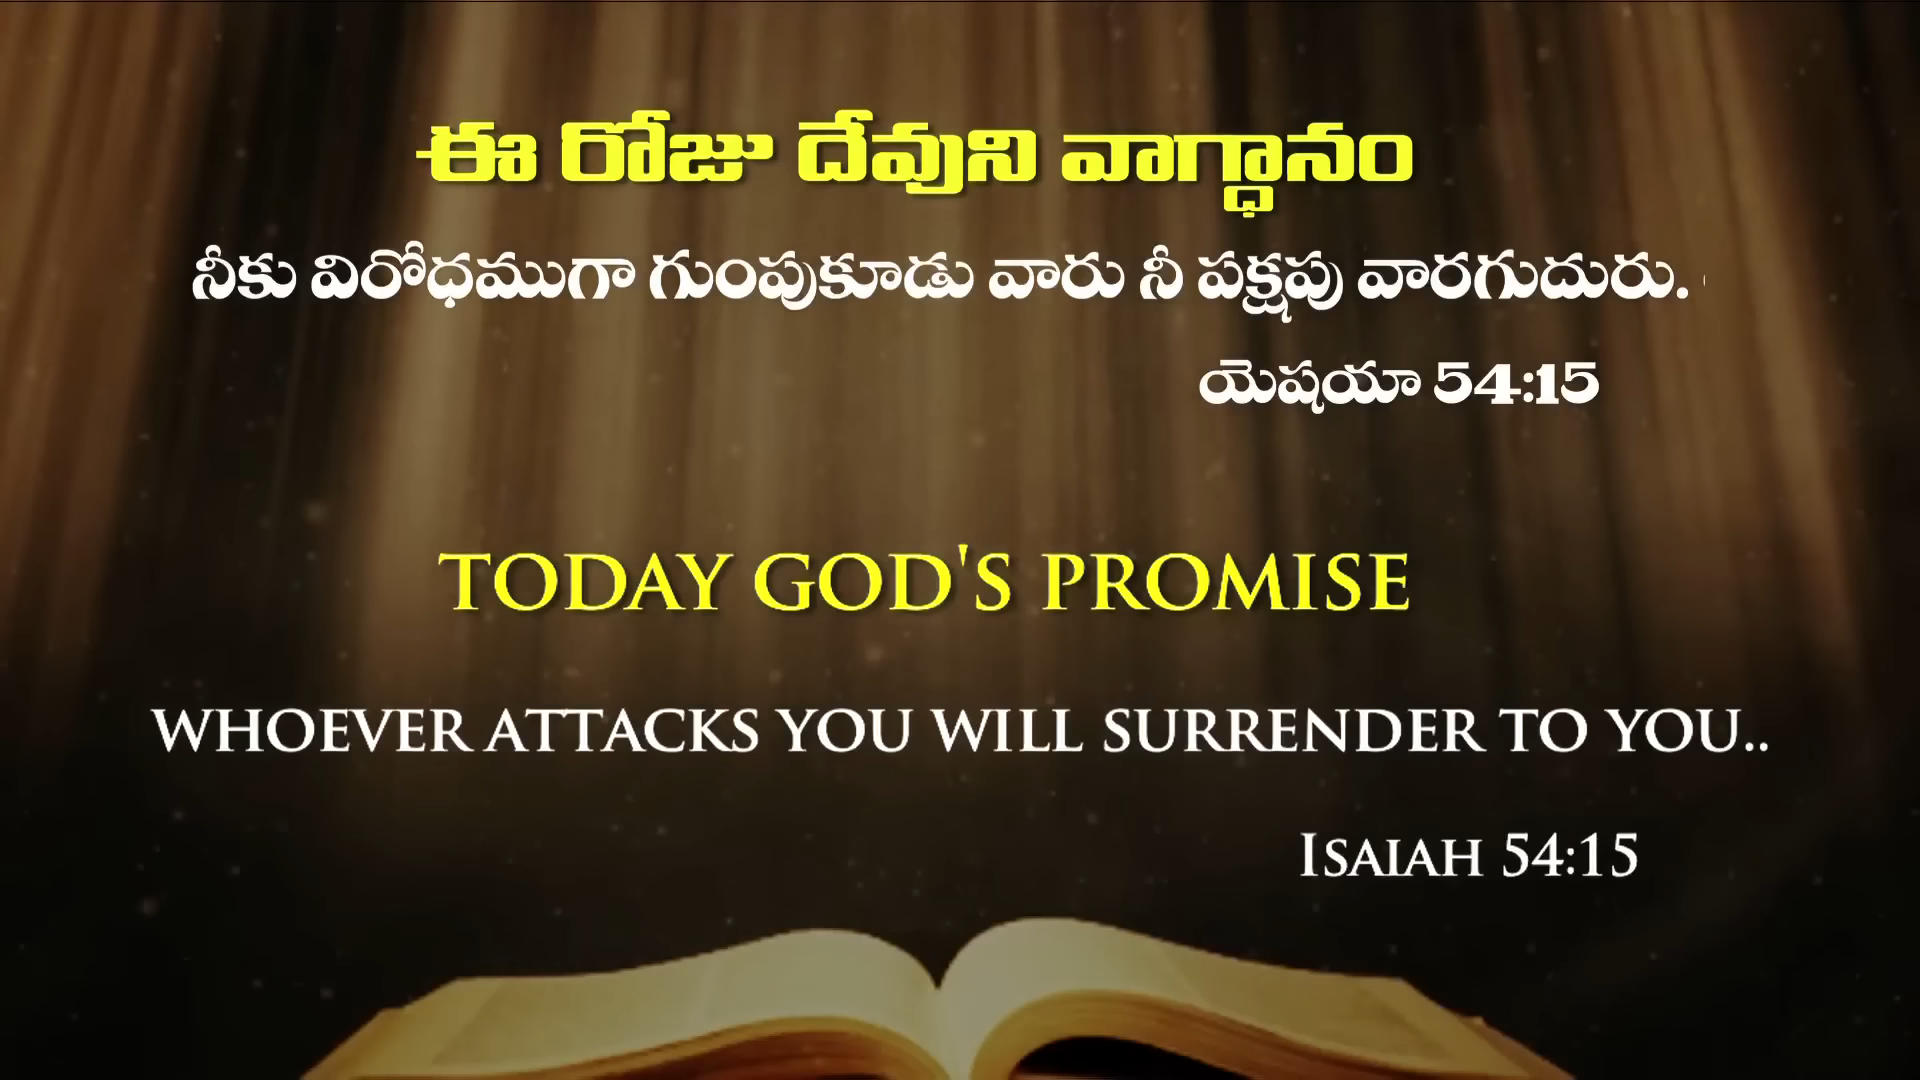 ఈ రోజు దేవుని వాగ్ధానం
నీకు విరోధముగా గుంపుకూడు వారు నీ పక్షపు వారగుదురు.
యెషయా 54:15
TODAY GOD'S PROMISE
WHOEVER ATTACKS YOU WILL SURRENDER TO YOU..
ISAIAH 54:15